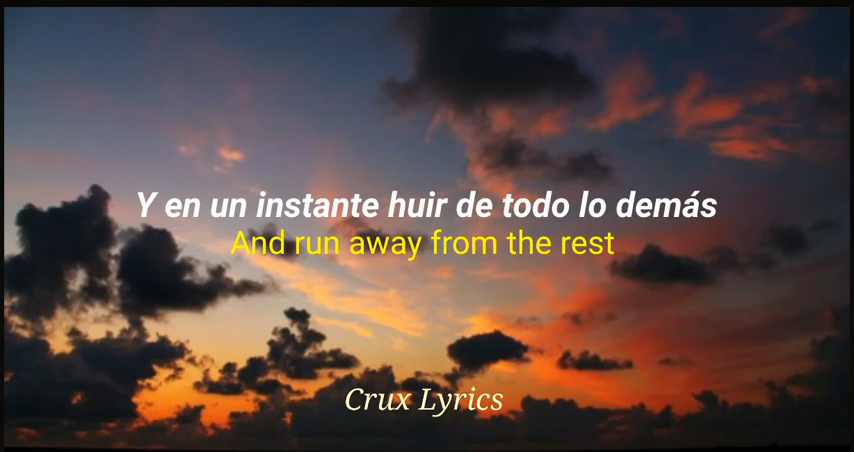 Y en un instante huir de todo lo demás
And run away from the rest
Crux Lyrics